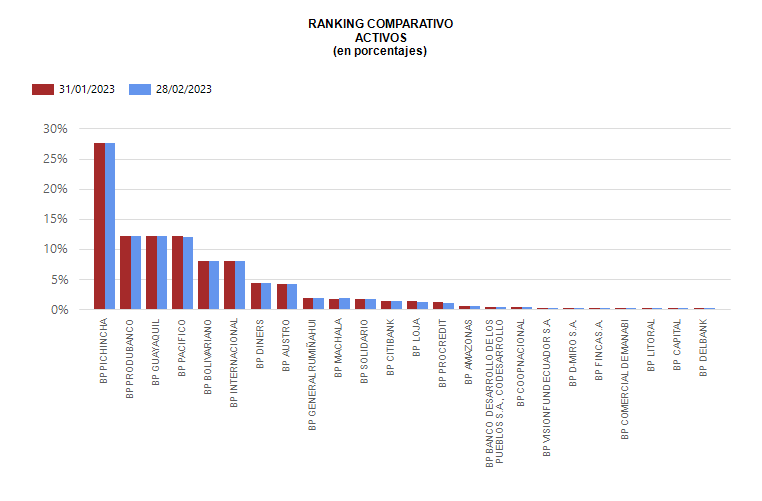 RANKING COMPARATIVO
ACTIVOS
(en porcentajes)
31/01/2023
28/02/2023
30%
25%
20%
15%
10%
5%
0%
BP PICHINCHA
BP PRODUBANCO
BP GUAYAQUIL
BP PACIFICO
BP BOLIVARIANO
BP INTERNACIONAL
BP DINERS
BP AUSTRO
BP GENERAL RUMIÑAHUI
BP MACHALA
BP SOLIDARIO
BP CITIBANK
BP LOJA
BP PROCREDIT
BP AMAZONAS
BP BANCO DESARROLLO DE LOS
PUEBLOS S.A., CODESARROLLO
BP COOPNACIONAL
BP VISIONFUND ECUADOR S.A.
BP D-MIRO S.A.
BP FINCA S.A.
BP COMERCIAL DE MANABI
BP LITORAL
BP CAPITAL
BP DELBANK